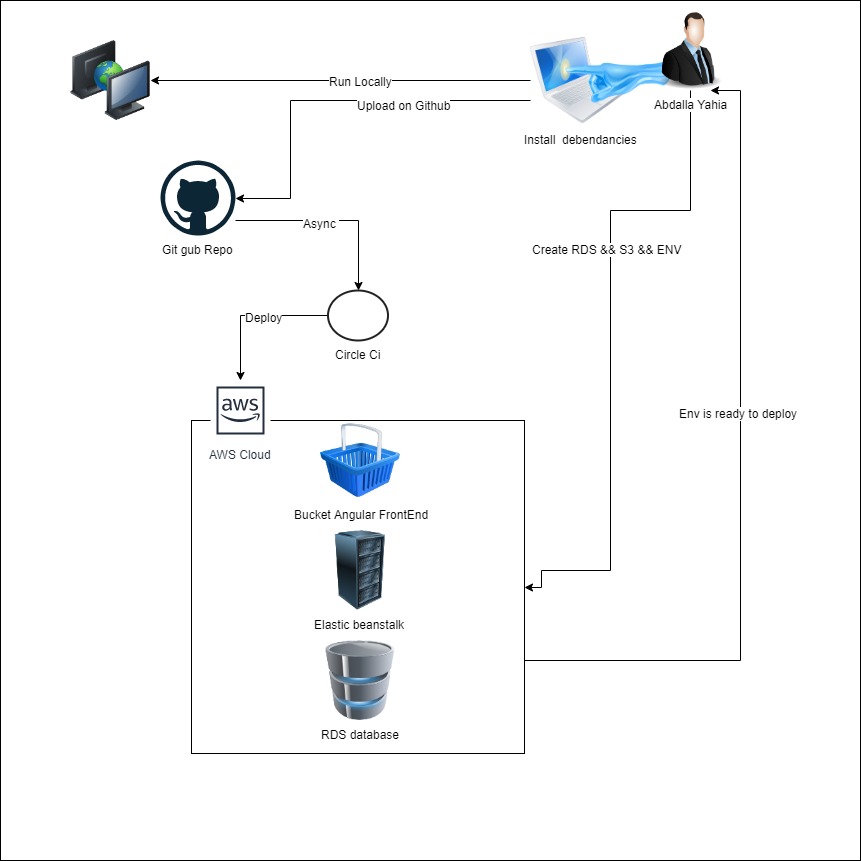 Run Locally
Upload on Github
Abdalla Yahia
Install  debendancies
Git gub Repo
Async
Create RDS && S3 && ENV
Deploy
Circle Ci
aws
AWS Cloud
Env is ready to deploy
Bucket Angular FrontEnd
Elastic beanstalk
RDS database